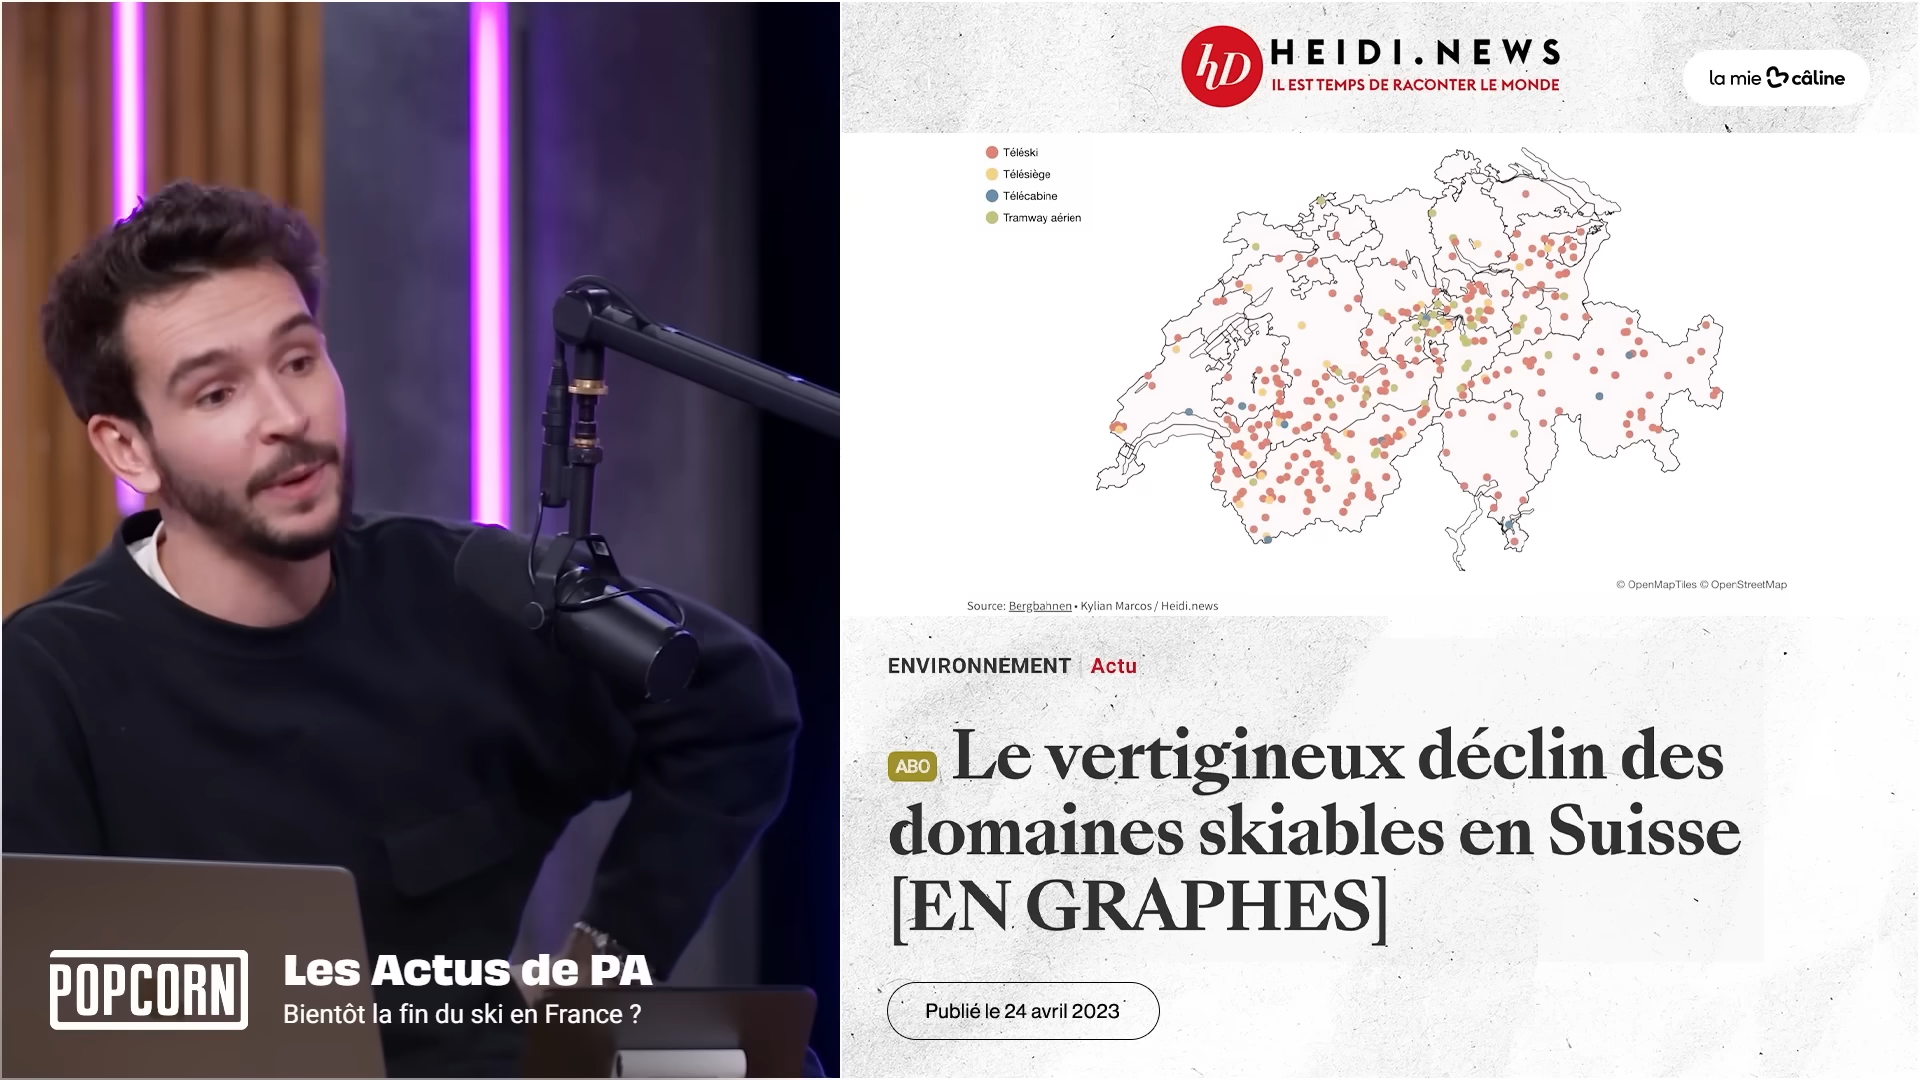 hD HEIDI.NEWS
IL EST TEMPS DE RACONTER LE MONDE
la mie câline
Téléski
Télésiège
Télécabine
Tramway aérien
© OpenMapTiles © OpenStreetMap
Source: Bergbahnen • Kylian Marcos / Heidi.news
ENVIRONNEMENT Actu
ABO Le vertigineux déclin des
domaines skiables en Suisse
[EN GRAPHES]
Publié le 24 avril 2023
POPCORN
Les Actus de PA
Bientôt la fin du ski en France ?